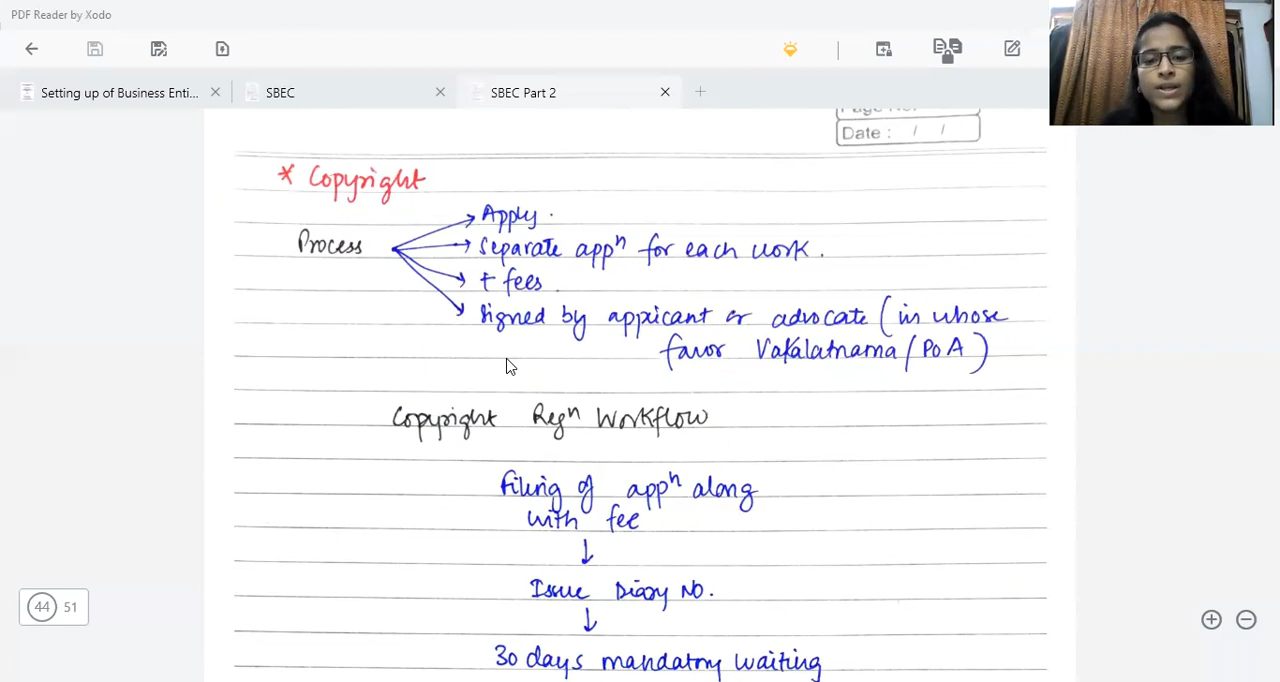 PDF Reader by Xodo
Setting up of Business Enti...
SBEC
SBEC Part 2
Date : / /
* Copyright
Process
Apply .
Separate appⁿ for each work .
+ fees
Signed by appicant or advocate ( in whose
favor Vakalatnama / PoA )
Copyright Regⁿ Workflow
Filing of appⁿ along
with fee
↓
Issue Diary No.
↓
30 days mandatory waiting
44 51